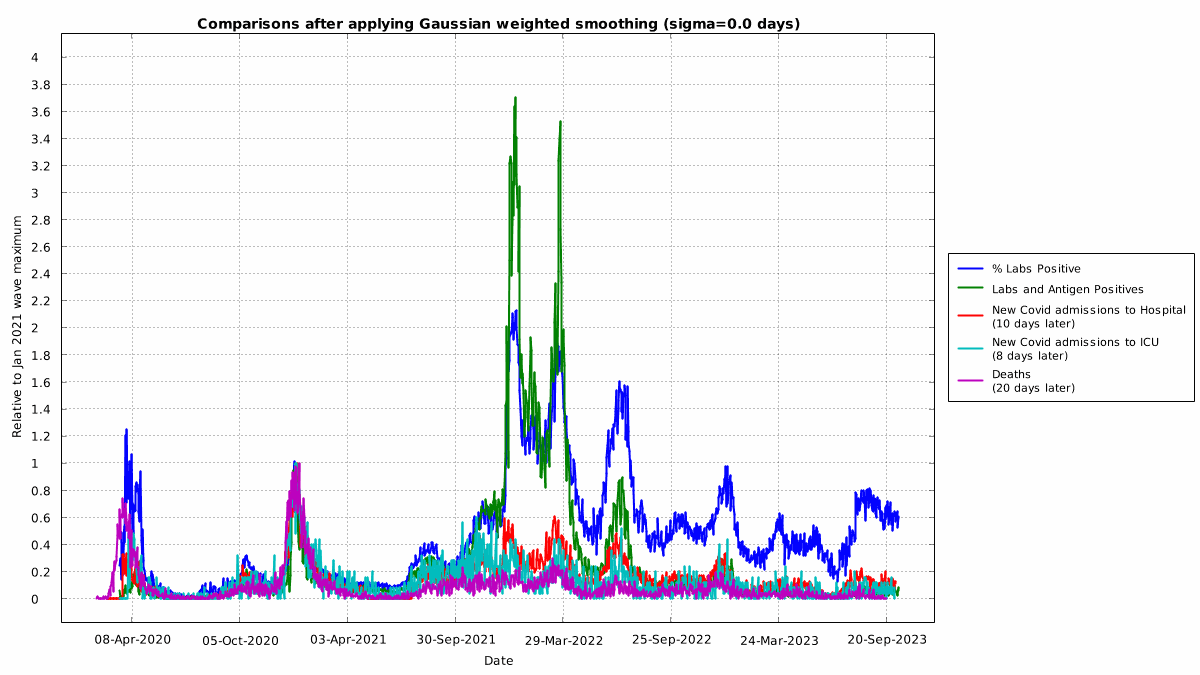 Comparisons after applying Gaussian weighted smoothing (sigma=0.0 days)
4
3.8
3.6
3.4
3.2
3
2.8
2.6
2.4
2.2
2
1.8
1.6
1.4
1.2
1
0.8
0.6
0.4
0.2
0
Relative to Jan 2021 wave maximum
08-Apr-2020
05-Oct-2020
03-Apr-2021
30-Sep-2021
29-Mar-2022
25-Sep-2022
24-Mar-2023
20-Sep-2023
Date
% Labs Positive
Labs and Antigen Positives
New Covid admissions to Hospital
(10 days later)
New Covid admissions to ICU
(8 days later)
Deaths
(20 days later)